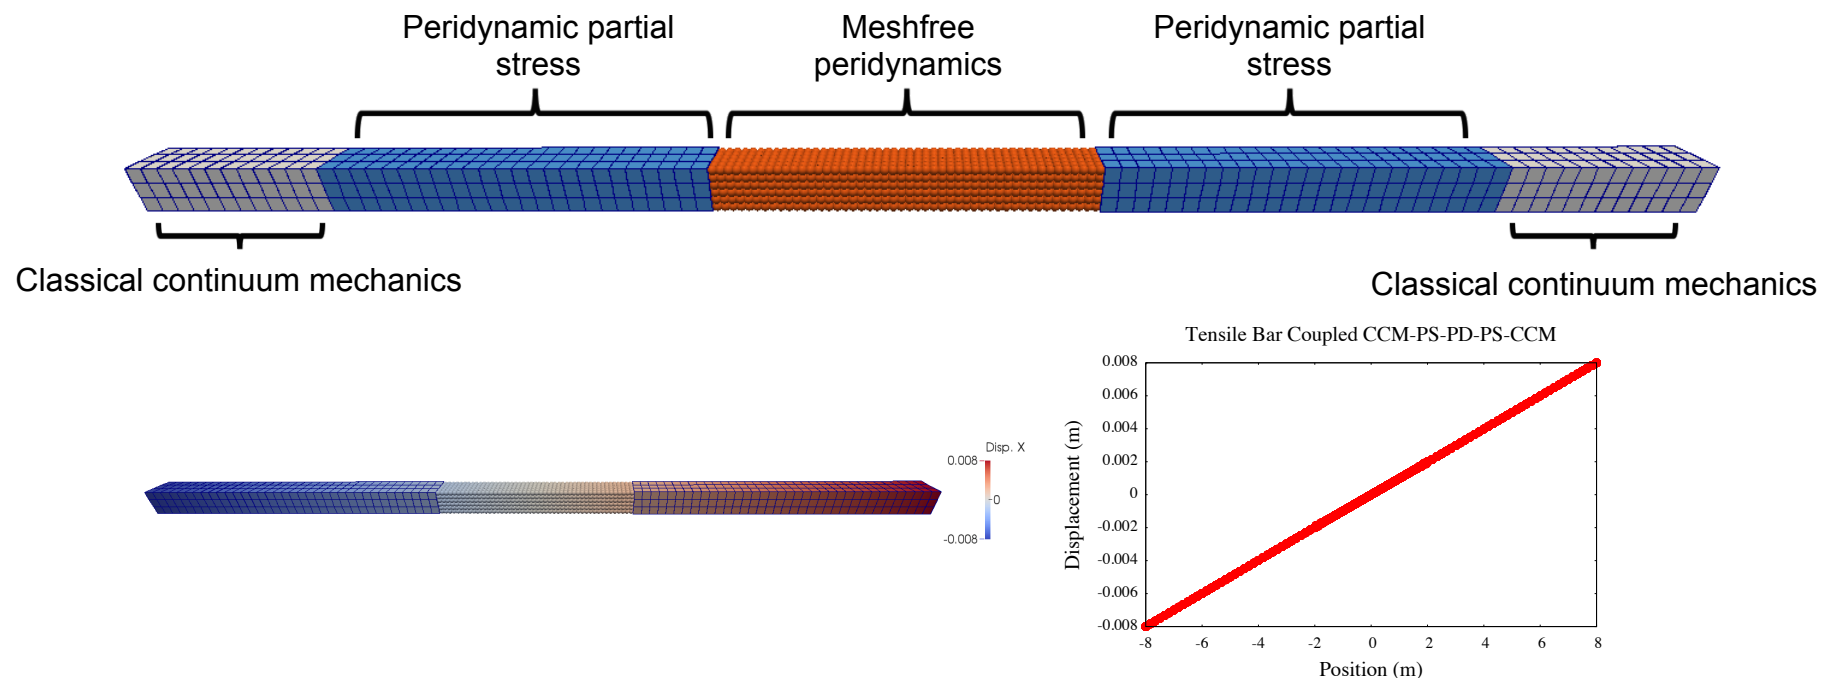 Peridynamic partial
stress
Meshfree
peridynamics
Peridynamic partial
stress
Classical continuum mechanics
Classical continuum mechanics
Disp. X
0.008
0
-0.008
Tensile Bar Coupled CCM-PS-PD-PS-CCM
Displacement (m)
0.008
0.006
0.004
0.002
0
-0.002
-0.004
-0.006
-0.008
-8 -6 -4 -2 0 2 4 6 8
Position (m)